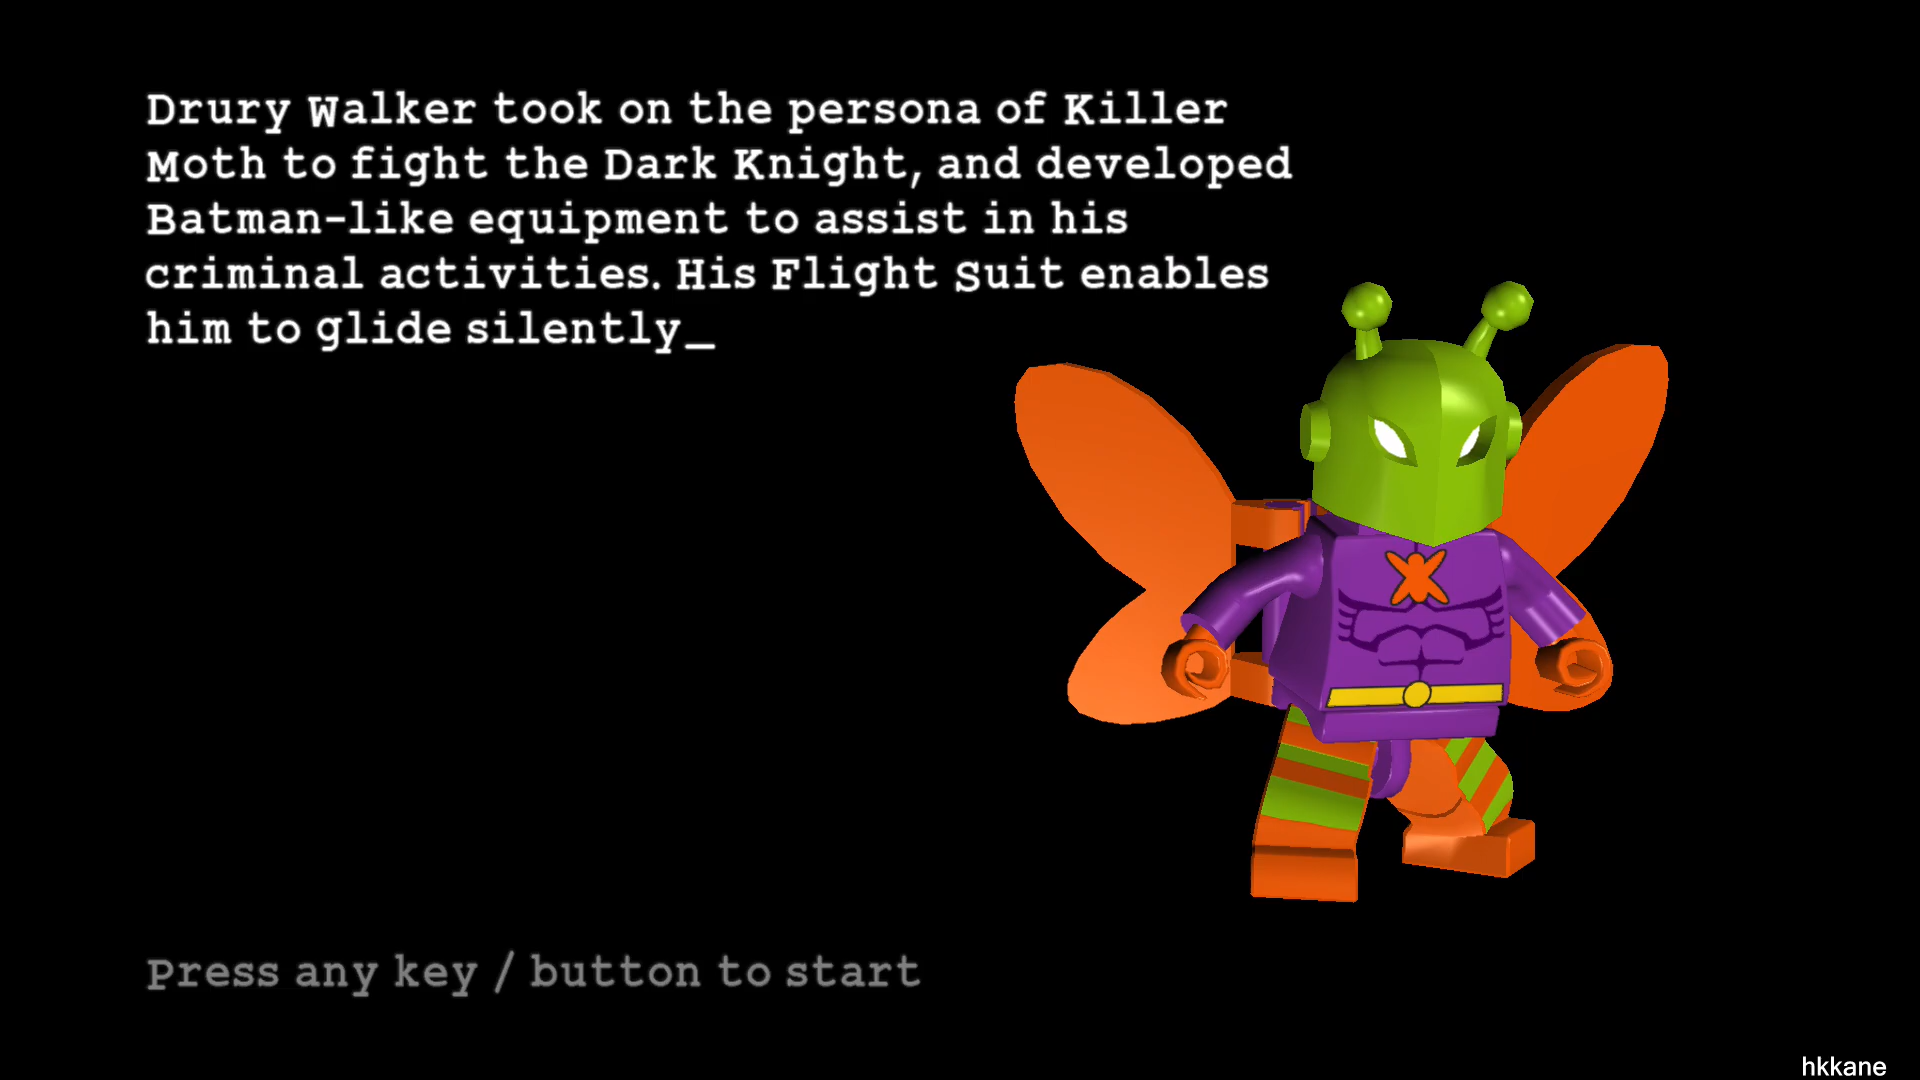 Drury Walker took on the persona of Killer
Moth to fight the Dark Knight, and developed
Batman-like equipment to assist in his
criminal activities. His Flight Suit enables
him to glide silently_
Press any key / button to start
hkkane